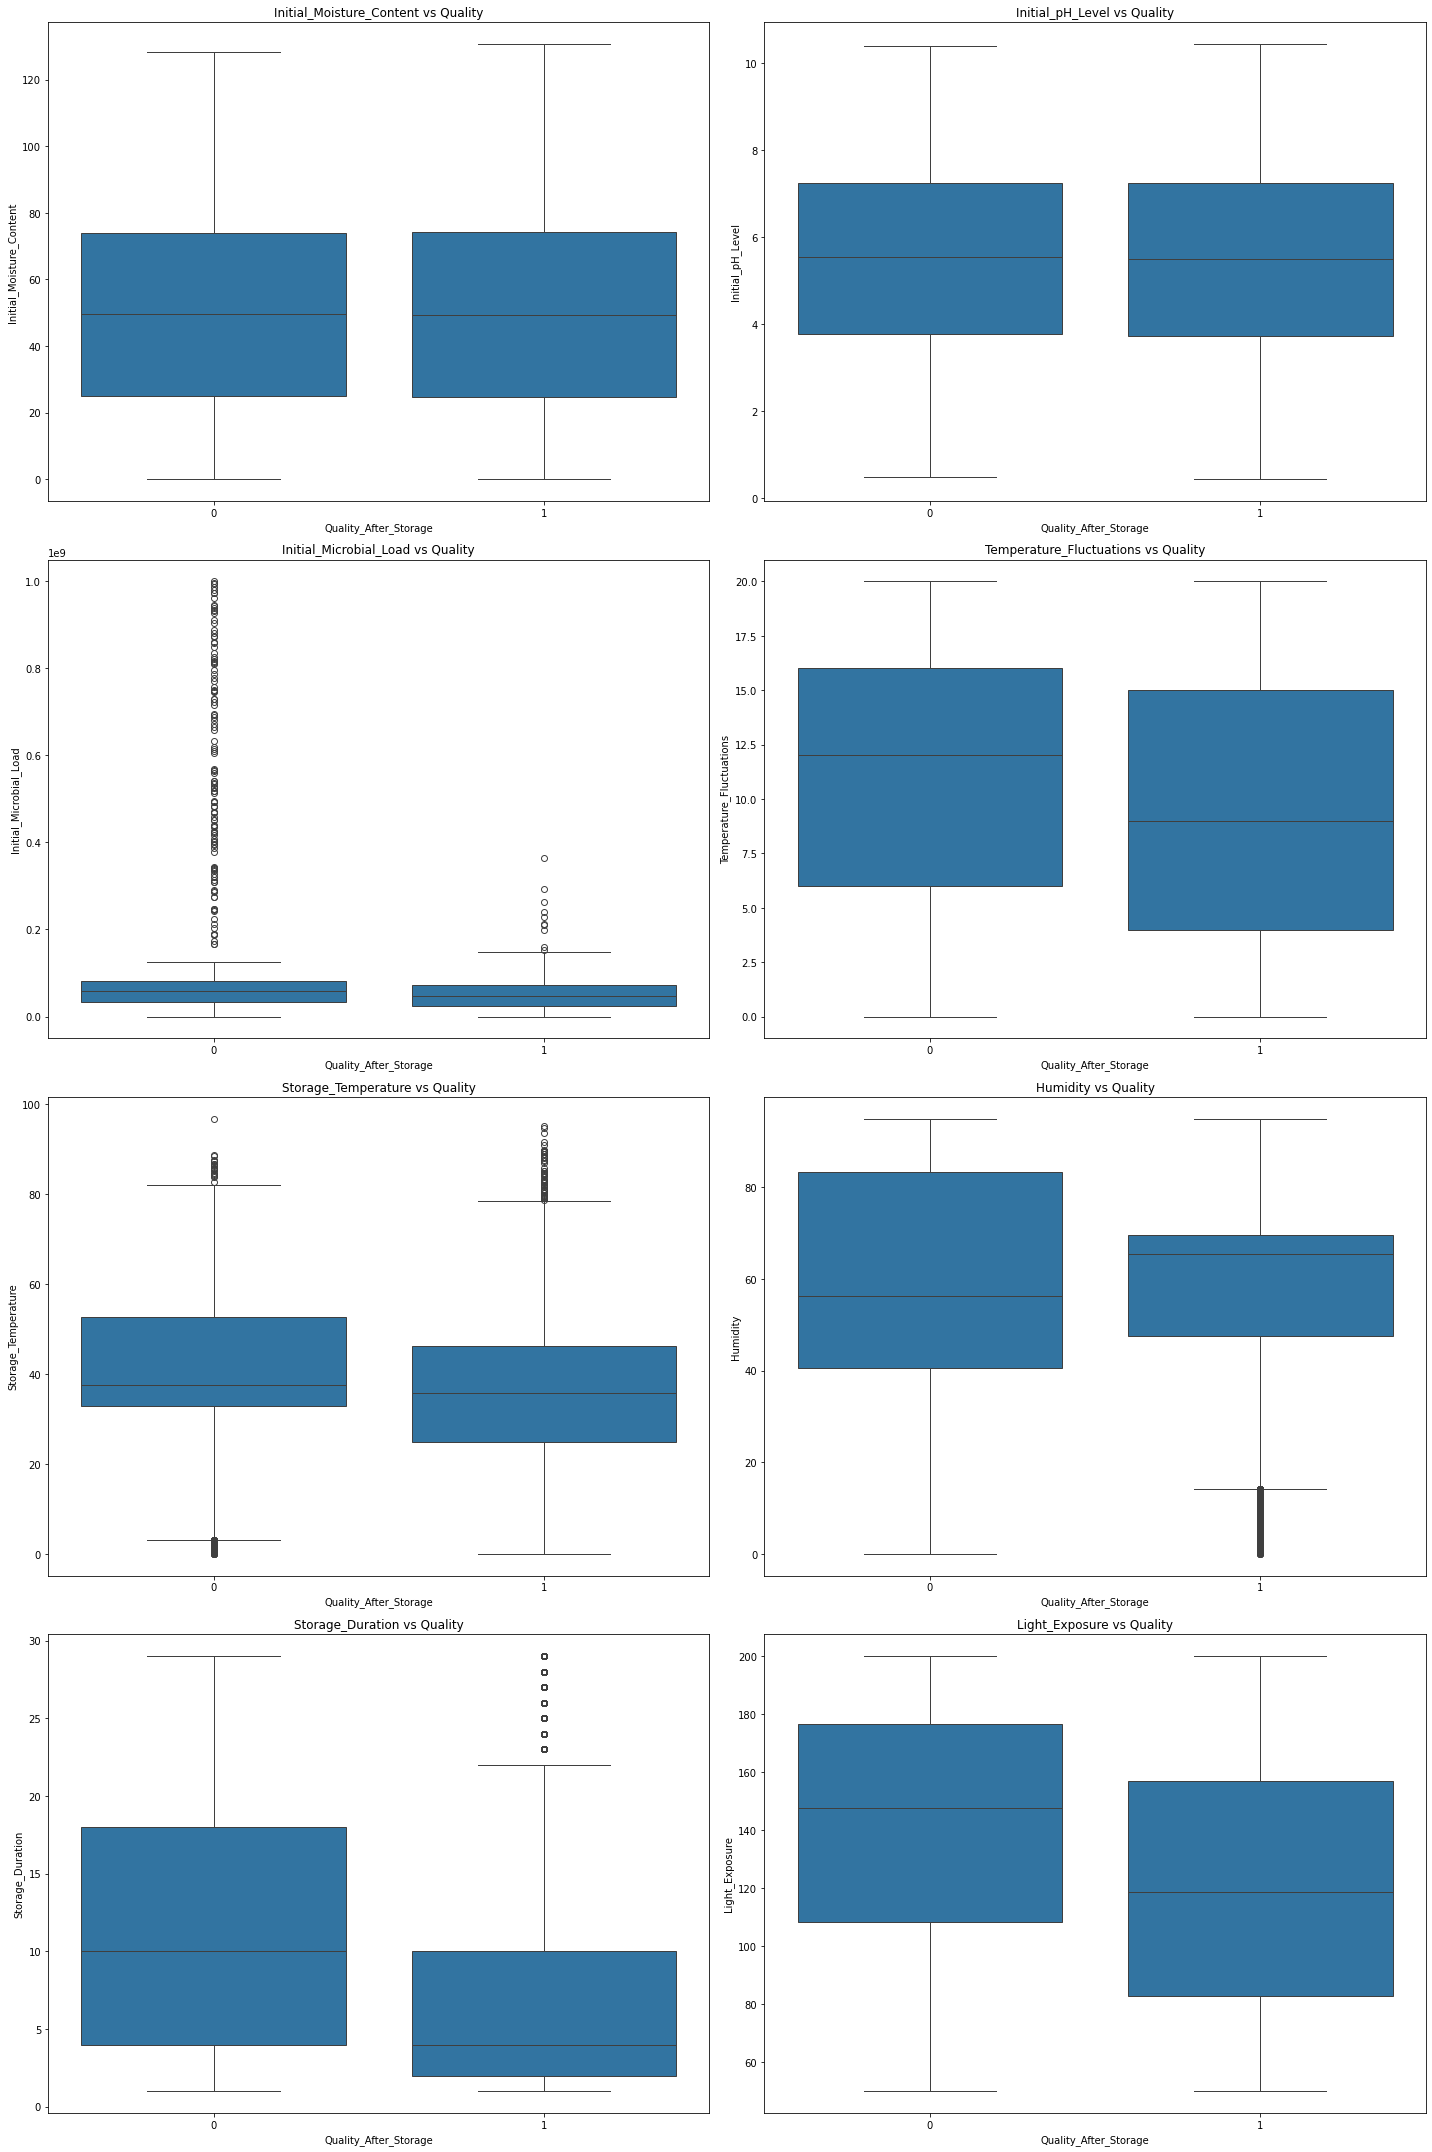 Initial_Moisture_Content vs Quality
Initial_Moisture_Content
120
100
80
60
40
20
0
0 1
Quality_After_Storage
Initial_pH_Level vs Quality
Initial_pH_Level
10
8
6
4
2
0
0 1
Quality_After_Storage
Initial_Microbial_Load vs Quality
1e9
Initial_Microbial_Load
1.0
0.8
0.6
0.4
0.2
0.0
0 1
Quality_After_Storage
Temperature_Fluctuations vs Quality
Temperature_Fluctuations
20.0
17.5
15.0
12.5
10.0
7.5
5.0
2.5
0.0
0 1
Quality_After_Storage
Storage_Temperature vs Quality
Storage_Temperature
100
80
60
40
20
0
0 1
Quality_After_Storage
Humidity vs Quality
Humidity
80
60
40
20
0
0 1
Quality_After_Storage
Storage_Duration vs Quality
Storage_Duration
30
25
20
15
10
5
0
0 1
Quality_After_Storage
Light_Exposure vs Quality
Light_Exposure
200
180
160
140
120
100
80
60
0 1
Quality_After_Storage